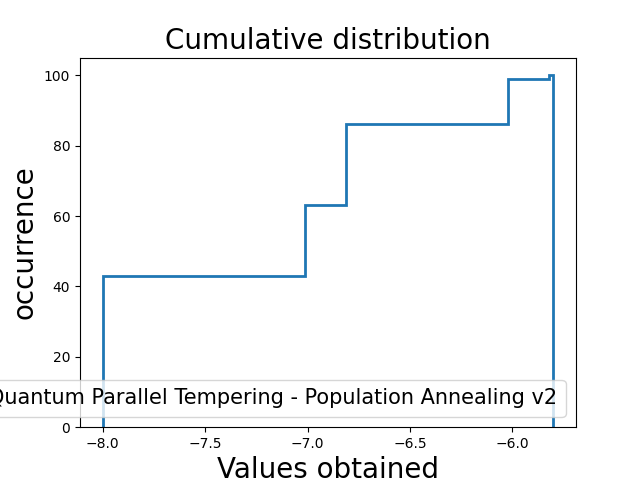 Cumulative distribution
100
80
60
40
20
0
occurrence
Parallel Tempering - Population Annealing v2
−8.0 −7.5 −7.0 −6.5 −6.0
Values obtained